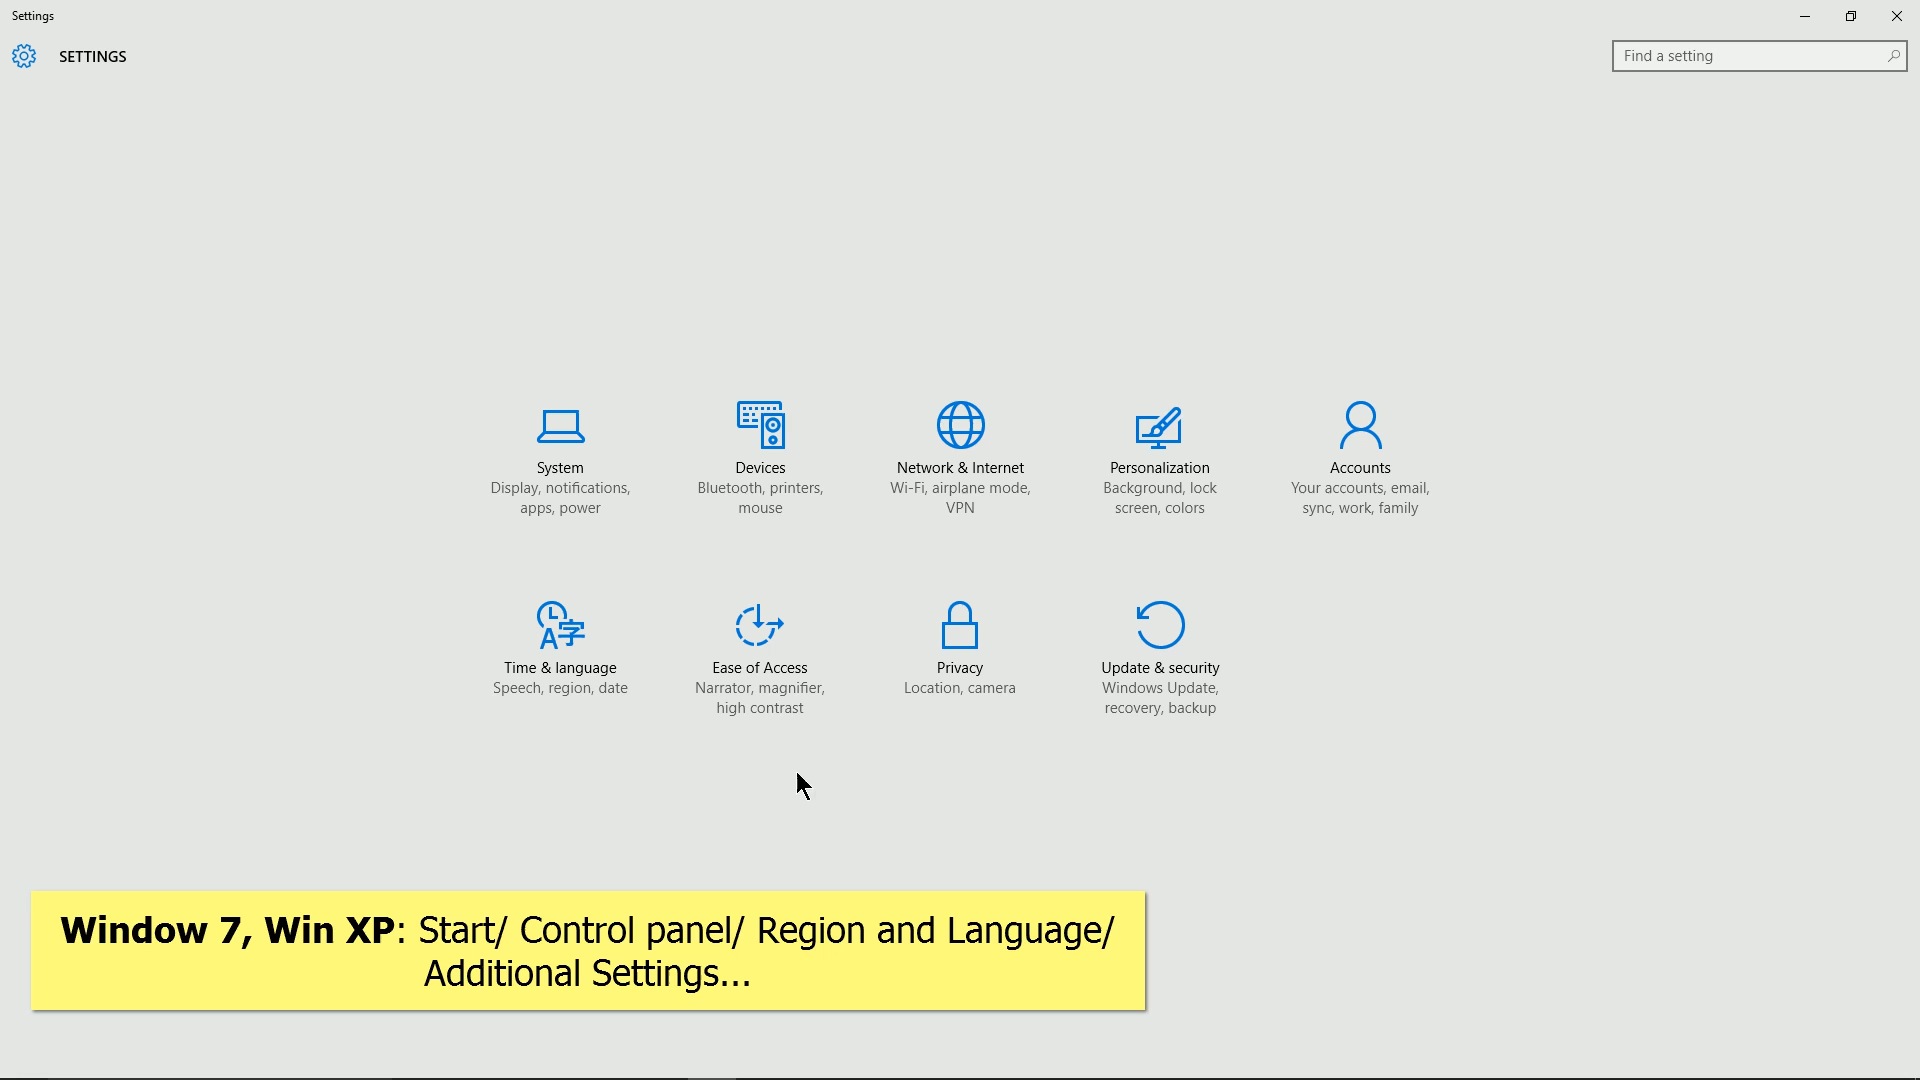 Settings
SETTINGS
Find a setting
System
Display, notifications,
apps, power
Devices
Bluetooth, printers,
mouse
Network & Internet
Wi-Fi, airplane mode,
VPN
Personalization
Background, lock
screen, colors
Accounts
Your accounts, email,
sync, work, family
Time & language
Speech, region, date
Ease of Access
Narrator, magnifier,
high contrast
Privacy
Location, camera
Update & security
Windows Update,
recovery, backup
Window 7, Win XP: Start/ Control panel/ Region and Language/
Additional Settings...